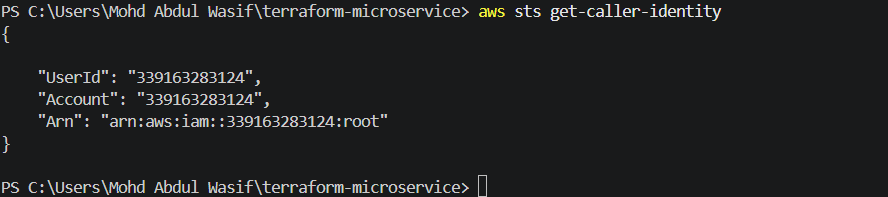 PS C:\Users\Mohd Abdul Wasif\terraform-microservice> aws sts get-caller-identity
{
    "UserId": "339163283124",
    "Account": "339163283124",
    "Arn": "arn:aws:iam::339163283124:root"
}
PS C:\Users\Mohd Abdul Wasif\terraform-microservice>